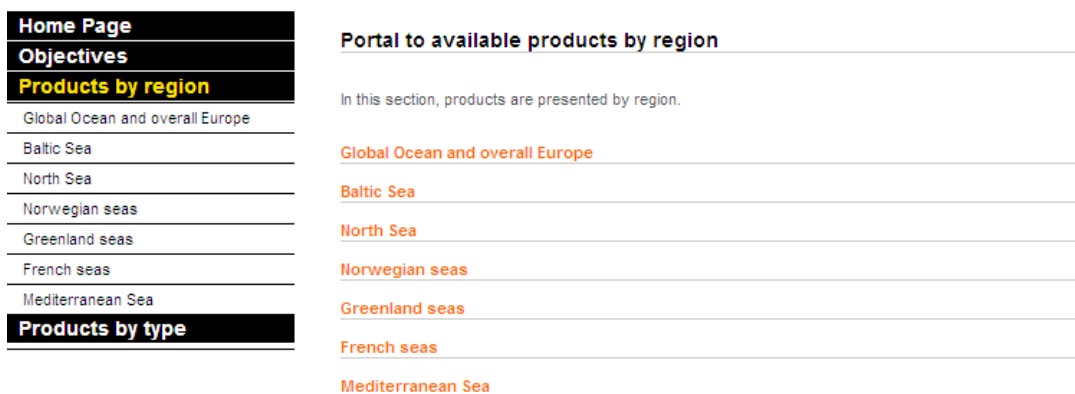 Home Page
Objectives
Products by region
Global Ocean and overall Europe
Baltic Sea
North Sea
Norwegian seas
Greenland seas
French seas
Mediterranean Sea
Products by type
Portal to available products by region
In this section, products are presented by region.
Global Ocean and overall Europe
Baltic Sea
North Sea
Norwegian seas
Greenland seas
French seas
Mediterranean Sea